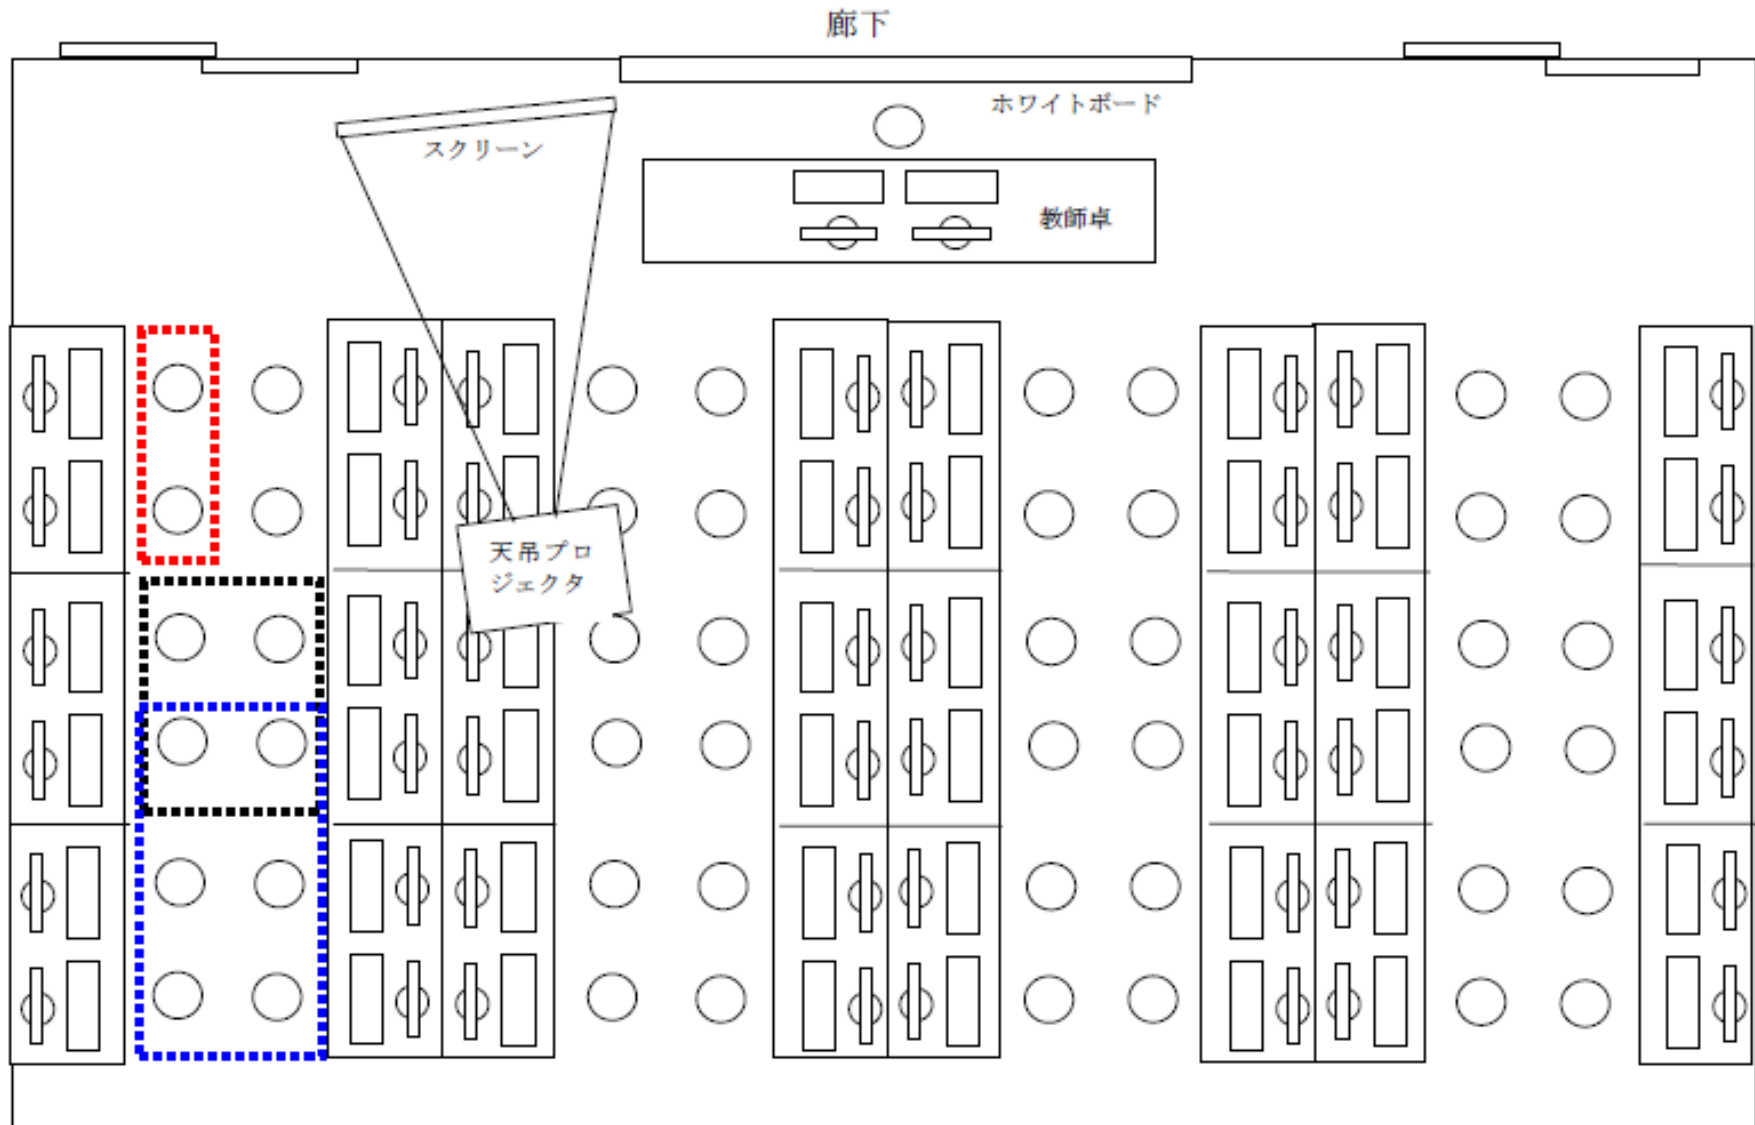 廊下
ホワイトボード
スクリーン
教師卓
天吊プロ
ジェクタ